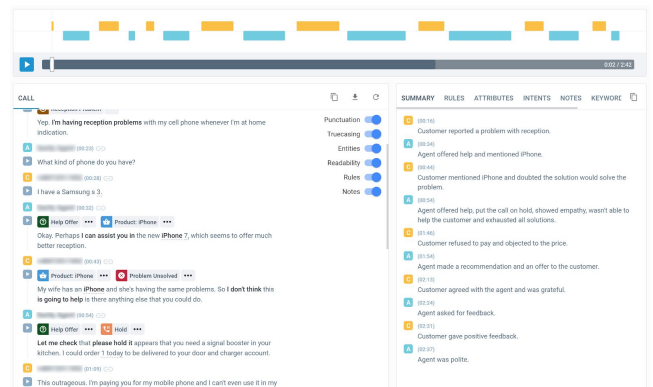 0:02 / 2:42
CALL
Reception Problem
Yep. I'm having reception problems with my cell phone whenever I'm at home
indication.
A (00:23)
What kind of phone do you have?
C (00:28)
I have a Samsung s 3.
A (00:32)
Help Offer ••• Product: iPhone •••
Okay. Perhaps I can assist you in the new iPhone 7, which seems to offer much
better reception.
C (00:43)
Product: iPhone ••• Problem Unsolved •••
My wife has an iPhone and she's having the same problems. So I don't think this
is going to help is there anything else that you could do.
A (00:54)
Help Offer ••• Hold •••
Let me check that please hold it appears that you need a signal booster in your
kitchen. I could order 1 today to be delivered to your door and charger account.
C (01:09)
This outrageous. I'm paying you for my mobile phone and I can't even use it in my
Punctuation
Truecasing
Entities
Readability
Rules
Notes
SUMMARY RULES ATTRIBUTES INTENTS NOTES KEYWORD
C (00:16)
Customer reported a problem with reception.
A (00:34)
Agent offered help and mentioned iPhone.
C (00:44)
Customer mentioned iPhone and doubted the solution would solve the
problem.
A (00:54)
Agent offered help, put the call on hold, showed empathy, wasn't able to
help the customer and exhausted all solutions.
C (01:46)
Customer refused to pay and objected to the price.
A (01:54)
Agent made a recommendation and an offer to the customer.
C (02:13)
Customer agreed with the agent and was grateful.
A (02:24)
Agent asked for feedback.
C (02:31)
Customer gave positive feedback.
A (02:37)
Agent was polite.